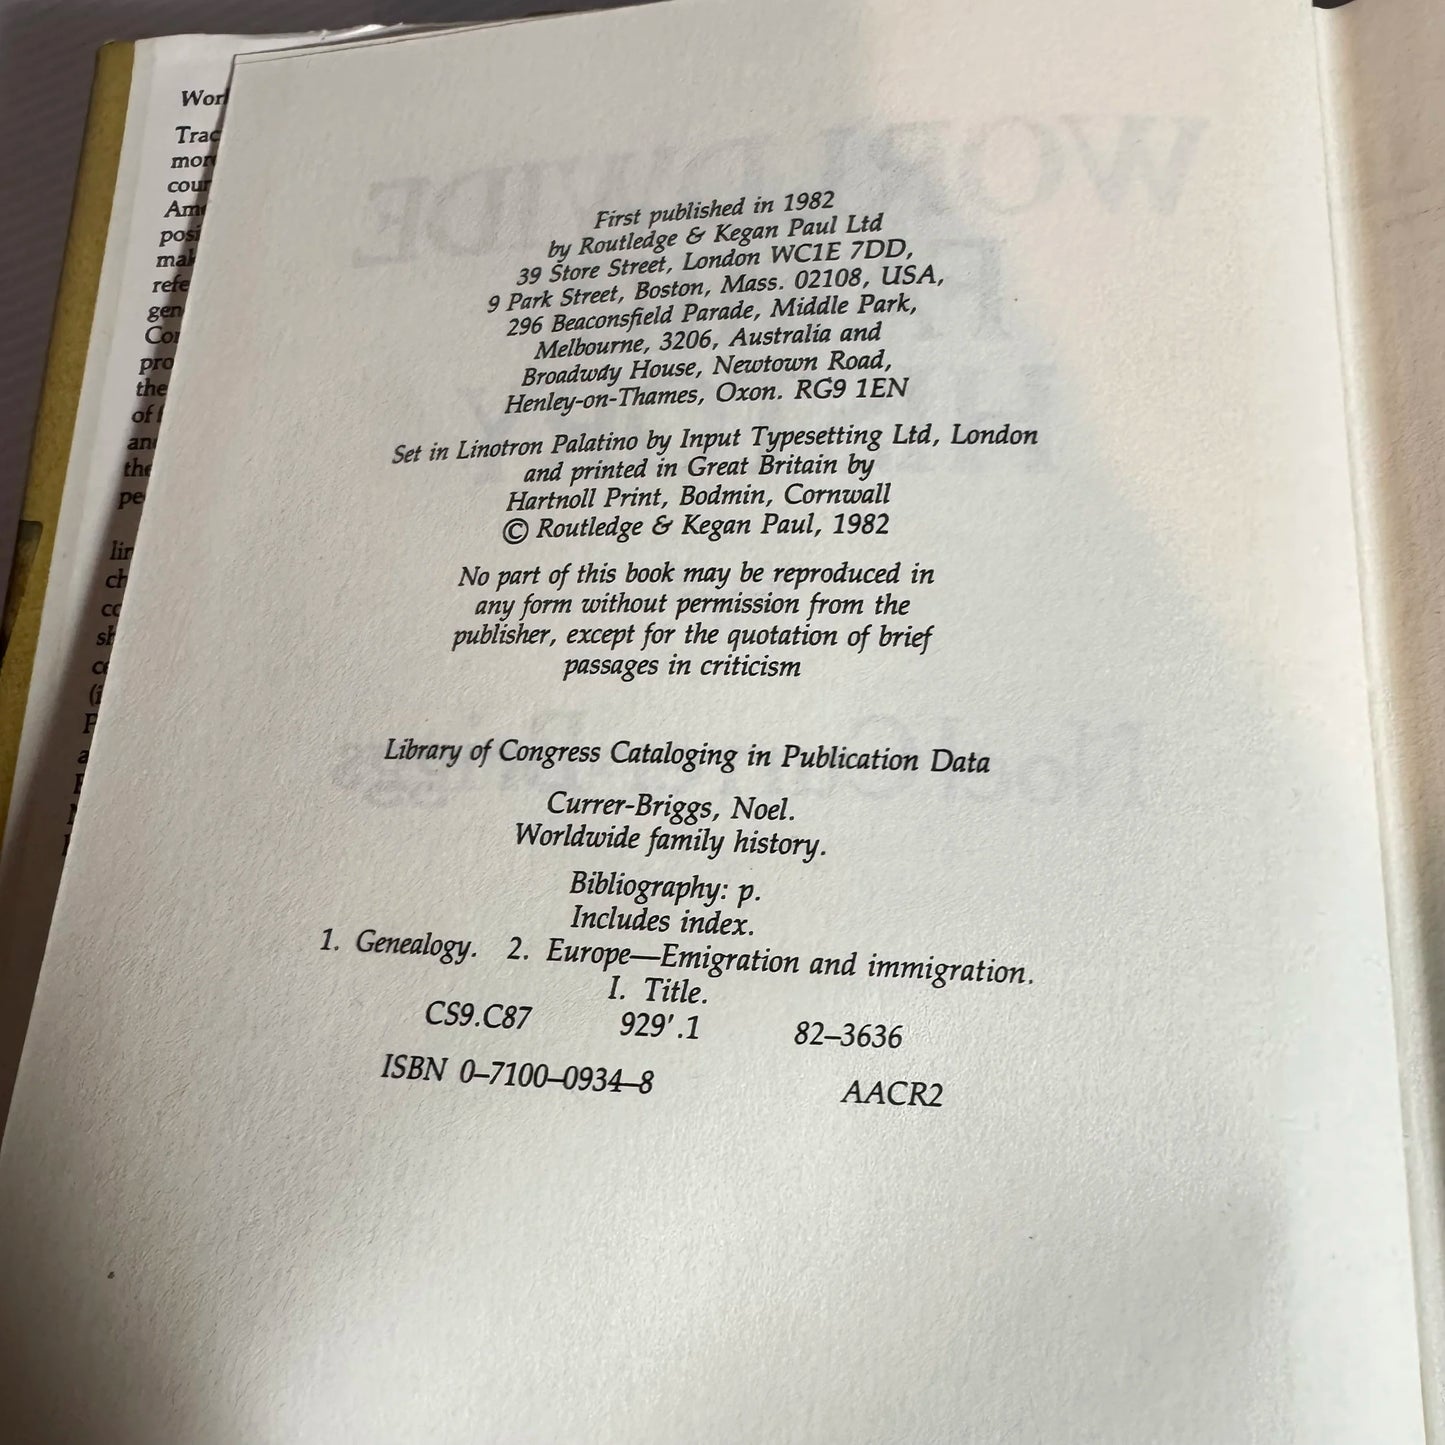 First published in 1982
by Routledge & Kegan Paul Ltd
39 Store Street, London WC1E 7DD,
9 Park Street, Boston, Mass. 02108, USA,
296 Beaconsfield Parade, Middle Park,
Melbourne, 3206, Australia and
Broadway House, Newtown Road,
Henley-on-Thames, Oxon. RG9 1EN
Set in Linotron Palatino by Input Typesetting Ltd, London
and printed in Great Britain by
Hartnoll Print, Bodmin, Cornwall
© Routledge & Kegan Paul, 1982
No part of this book may be reproduced in
any form without permission from the
publisher, except for the quotation of brief
passages in criticism
Library of Congress Cataloging in Publication Data
Currer-Briggs, Noel.
Worldwide family history.
Bibliography: p.
Includes index.
1. Genealogy. 2. Europe—Emigration and immigration.
I. Title.
CS9.C87 929'.1 82–3636
ISBN 0–7100–0934–8 AACR2